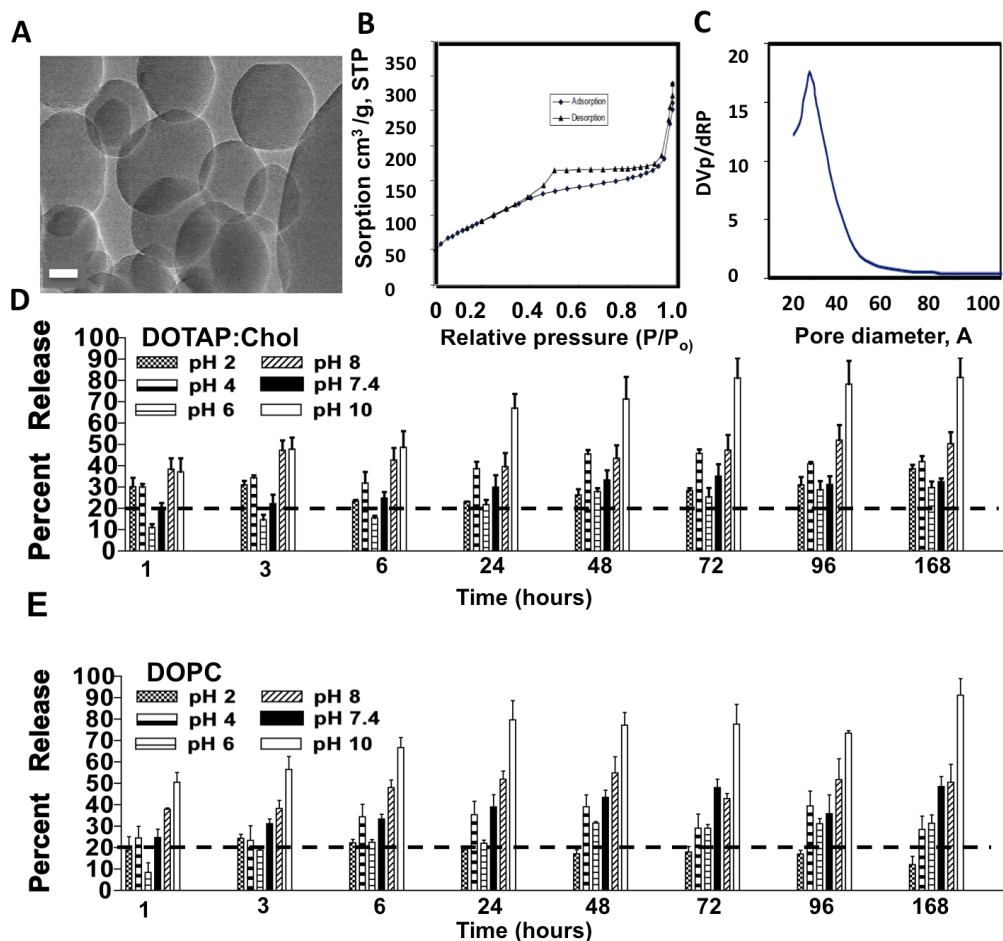 A
B
350
300
250
200
150
100
50
0
Sorption cm³/g, STP
Adsorption
Desorption
0 0.2 0.4 0.6 0.8 1.0
Relative pressure (P/Po)
C
20
15
10
5
0
DVp/dRP
20 40 60 80 100
Pore diameter, A
D
DOTAP:Chol
pH 2
pH 4
pH 6
pH 8
pH 7.4
pH 10
100
90
80
70
60
50
40
30
20
10
0
Percent Release
1 3 6 24 48 72 96 168
Time (hours)
E
DOPC
pH 2
pH 4
pH 6
pH 8
pH 7.4
pH 10
100
90
80
70
60
50
40
30
20
10
0
Percent Release
1 3 6 24 48 72 96 168